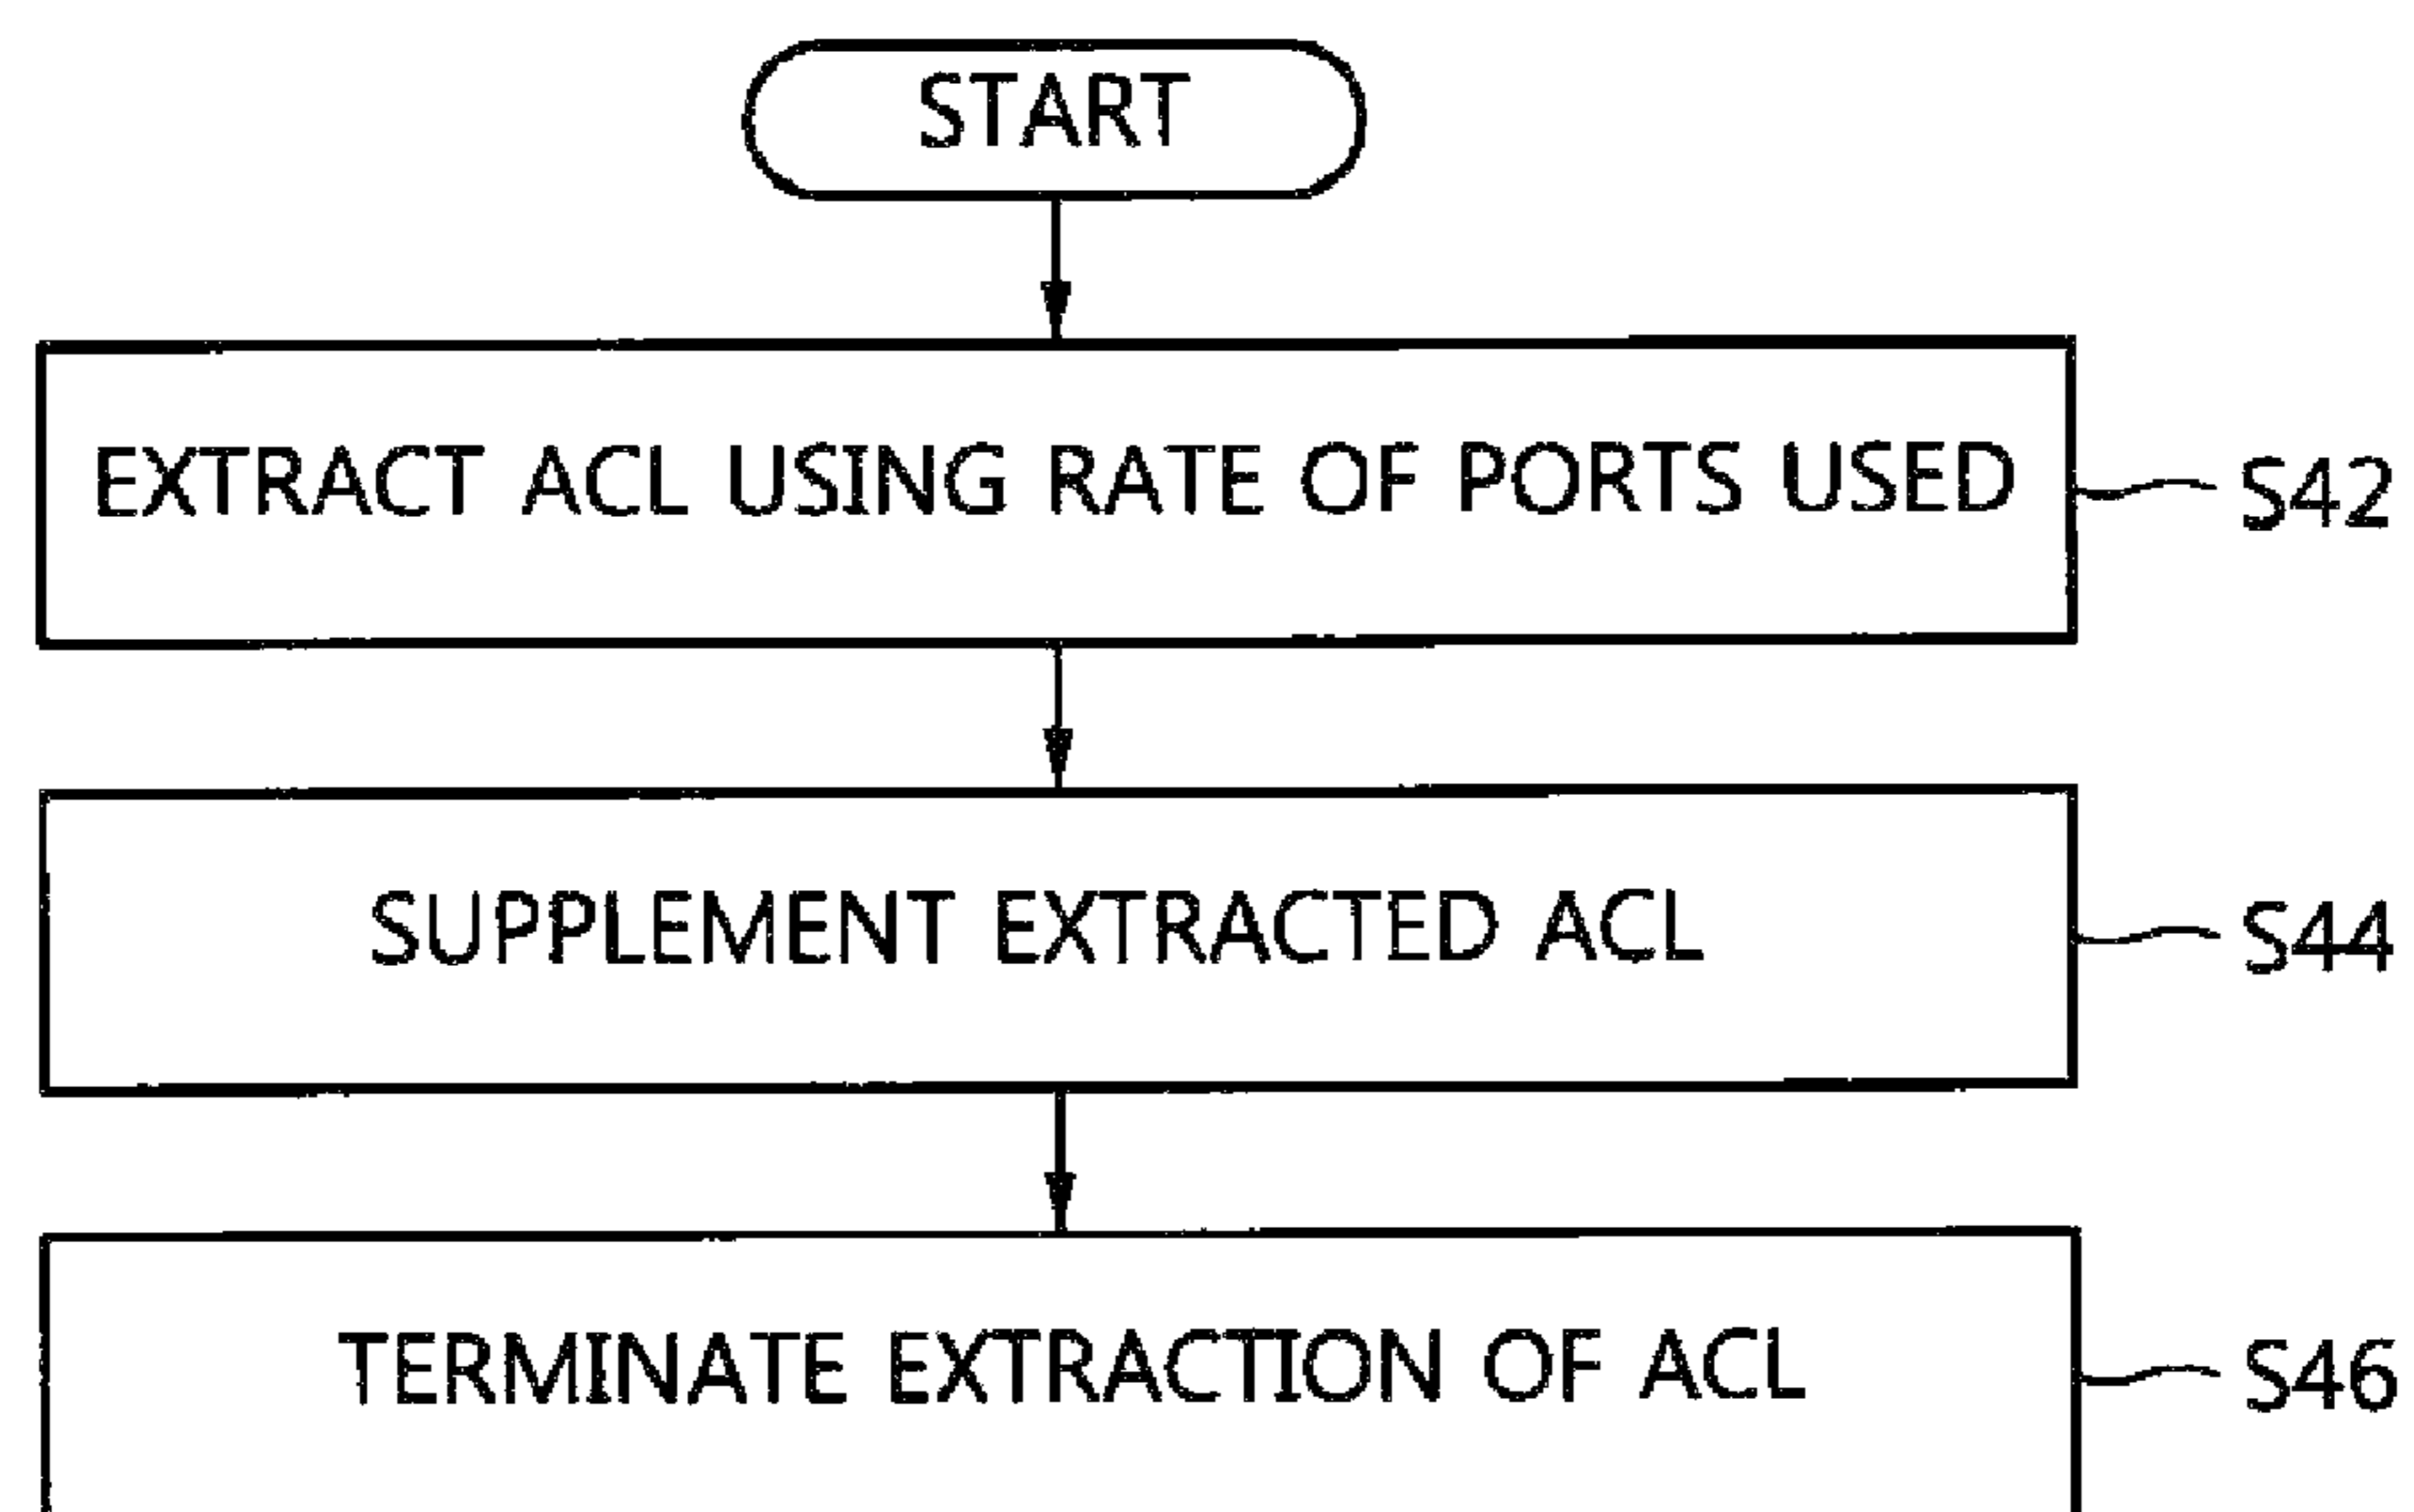 START
EXTRACT ACL USING RATE OF PORTS USED
S42
SUPPLEMENT EXTRACTED ACL
S44
TERMINATE EXTRACTION OF ACL
S46